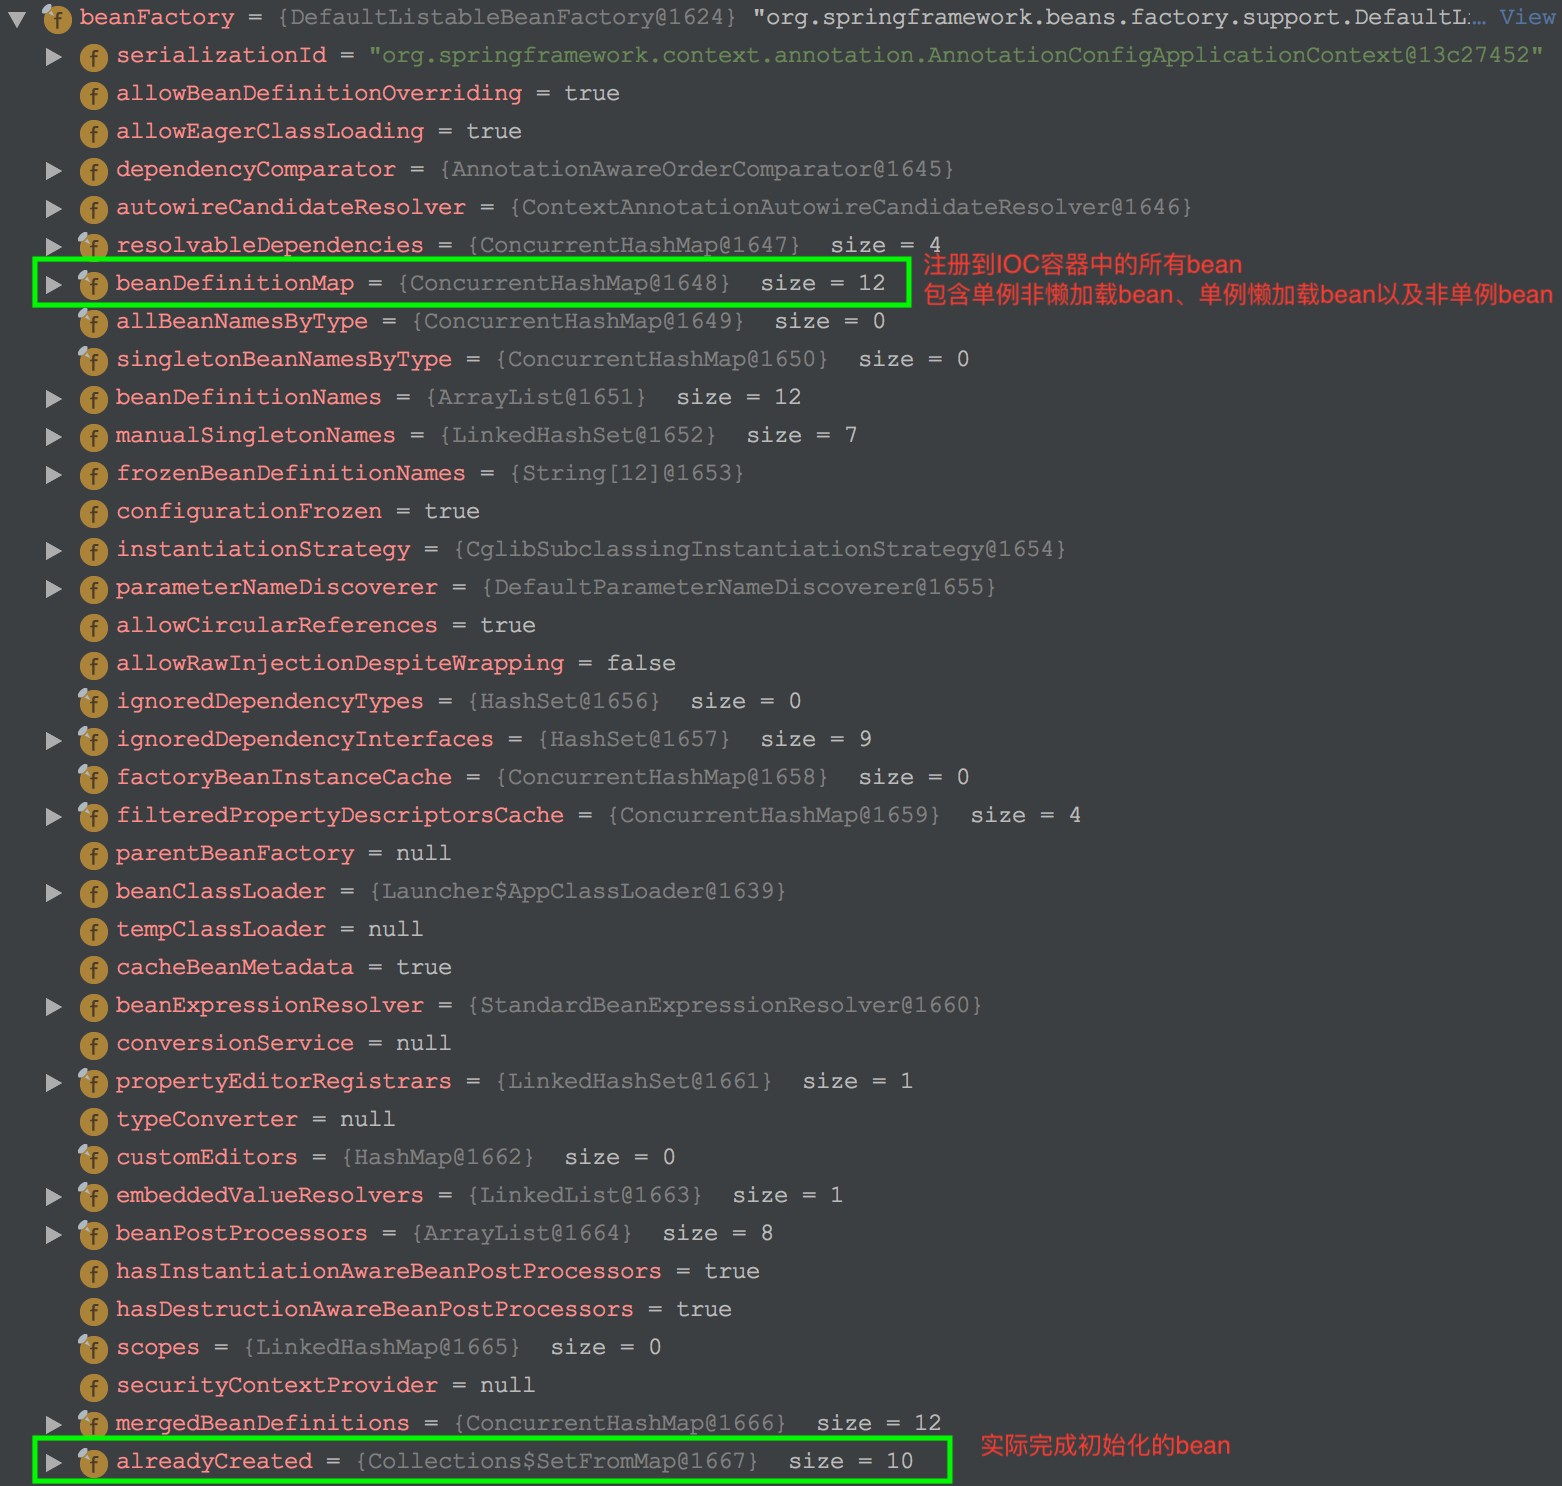 beanFactory = {DefaultListableBeanFactory@1624} "org.springframework.beans.factory.support.DefaultL... View
serializationId = "org.springframework.context.annotation.AnnotationConfigApplicationContext@13c27452"
allowBeanDefinitionOverriding = true
allowEagerClassLoading = true
dependencyComparator = {AnnotationAwareOrderComparator@1645}
autowireCandidateResolver = {ContextAnnotationAutowireCandidateResolver@1646}
resolvableDependencies = {ConcurrentHashMap@1647} size = 4
注册到IOC容器中的所有bean
beanDefinitionMap = {ConcurrentHashMap@1648} size = 12
包含单例非懒加载bean、单例懒加载bean以及非单例bean
allBeanNamesByType = {ConcurrentHashMap@1649} size = 0
singletonBeanNamesByType = {ConcurrentHashMap@1650} size = 0
beanDefinitionNames = {ArrayList@1651} size = 12
manualSingletonNames = {LinkedHashSet@1652} size = 7
frozenBeanDefinitionNames = {String[12]@1653}
configurationFrozen = true
instantiationStrategy = {CglibSubclassingInstantiationStrategy@1654}
parameterNameDiscoverer = {DefaultParameterNameDiscoverer@1655}
allowCircularReferences = true
allowRawInjectionDespiteWrapping = false
ignoredDependencyTypes = {HashSet@1656} size = 0
ignoredDependencyInterfaces = {HashSet@1657} size = 9
factoryBeanInstanceCache = {ConcurrentHashMap@1658} size = 0
filteredPropertyDescriptorsCache = {ConcurrentHashMap@1659} size = 4
parentBeanFactory = null
beanClassLoader = {Launcher$AppClassLoader@1639}
tempClassLoader = null
cacheBeanMetadata = true
beanExpressionResolver = {StandardBeanExpressionResolver@1660}
conversionService = null
propertyEditorRegistrars = {LinkedHashSet@1661} size = 1
typeConverter = null
customEditors = {HashMap@1662} size = 0
embeddedValueResolvers = {LinkedList@1663} size = 1
beanPostProcessors = {ArrayList@1664} size = 8
hasInstantiationAwareBeanPostProcessors = true
hasDestructionAwareBeanPostProcessors = true
scopes = {LinkedHashMap@1665} size = 0
securityContextProvider = null
mergedBeanDefinitions = {ConcurrentHashMap@1666} size = 12
实际完成初始化的bean
alreadyCreated = {Collections$SetFromMap@1667} size = 10